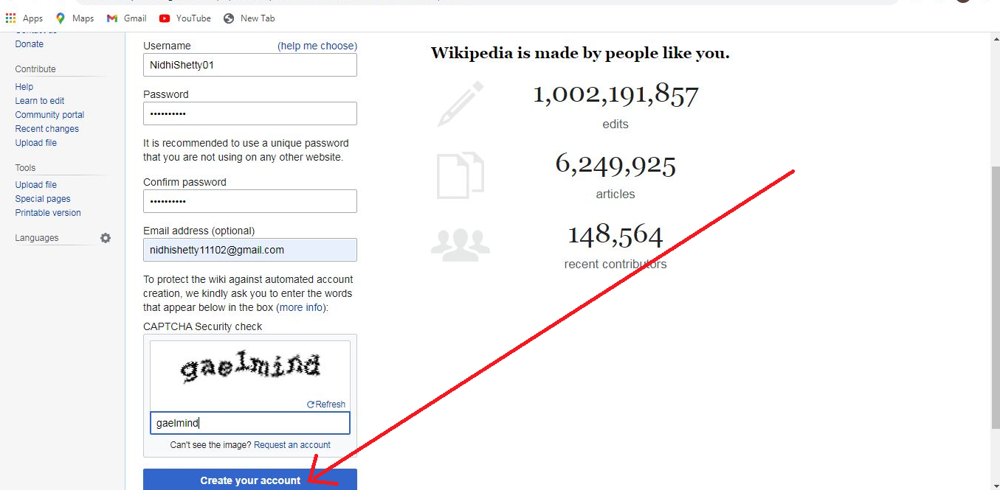 Apps Maps Gmail YouTube New Tab
Donate
Contribute
Help
Learn to edit
Community portal
Recent changes
Upload file
Tools
Upload file
Special pages
Printable version
Languages
Username (help me choose)
NidhiShetty01
Password
••••••••••
It is recommended to use a unique password
that you are not using on any other website.
Confirm password
••••••••••
Email address (optional)
nidhishetty11102@gmail.com
To protect the wiki against automated account
creation, we kindly ask you to enter the words
that appear below in the box (more info):
CAPTCHA Security check
gaelmind
Refresh
gaelmind
Can't see the image? Request an account
Create your account
Wikipedia is made by people like you.
1,002,191,857
edits
6,249,925
articles
148,564
recent contributors